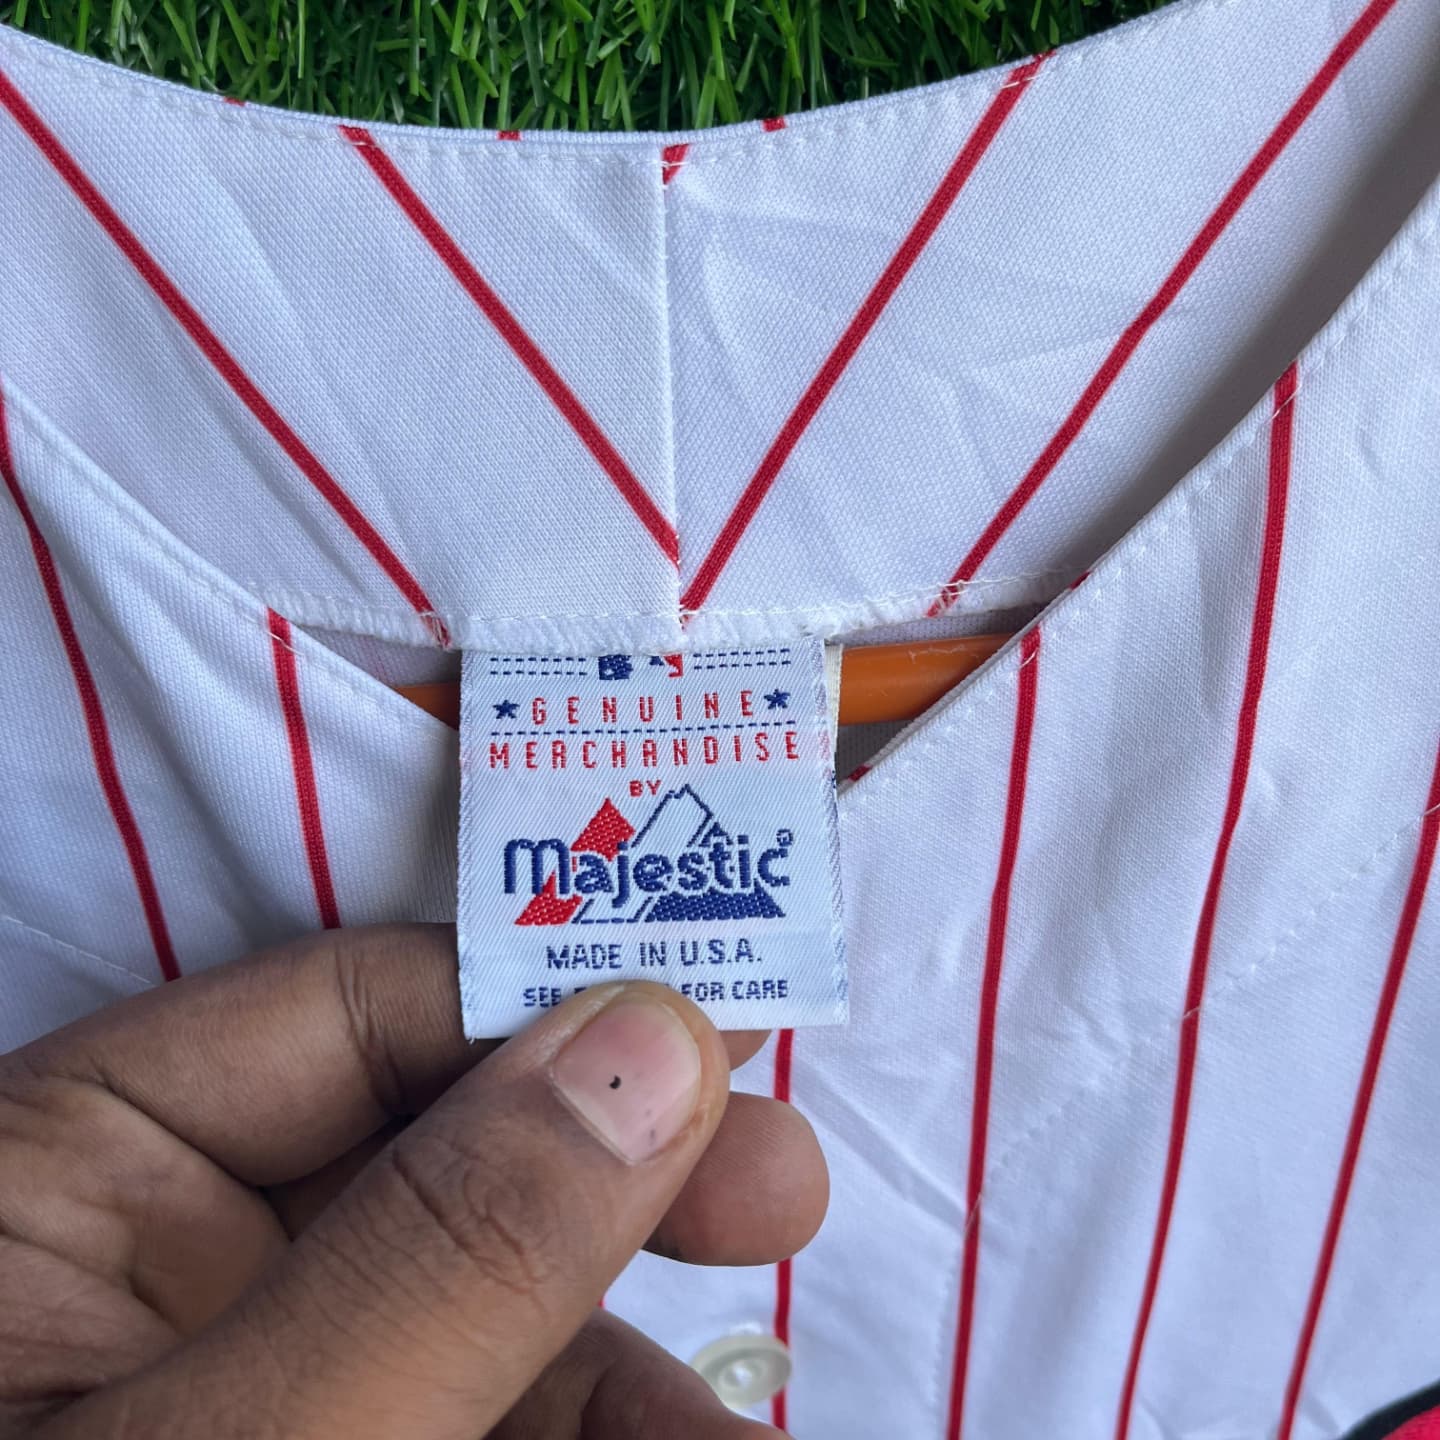 GENUINE
MERCHANDISE
BY
Majestic®
MADE IN U.S.A.
SEE FOR CARE